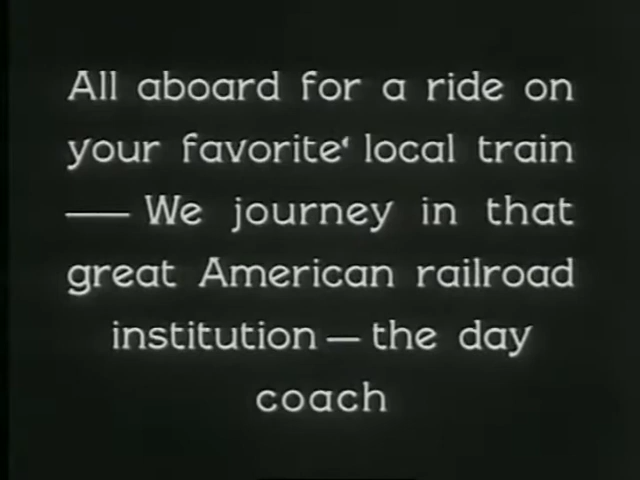 All aboard for a ride on
your favorite‘ local train
—— We journey in that
great American railroad
institution — the day
coach